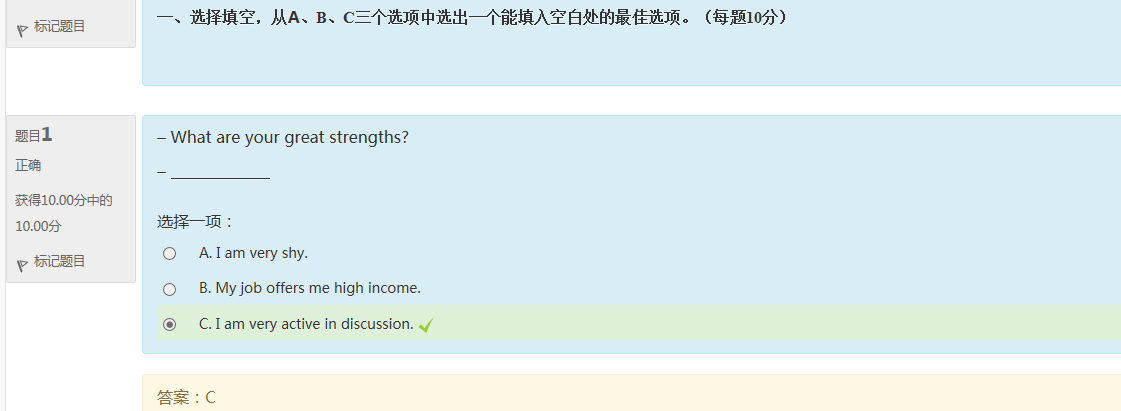 标记题目
一、选择填空，从A、B、C三个选项中选出一个能填入空白处的最佳选项。（每题10分）
题目1
正确
获得10.00分中的
10.00分
标记题目
– What are your great strengths?
– ____________
选择一项：
A. I am very shy.
B. My job offers me high income.
C. I am very active in discussion.
答案：C